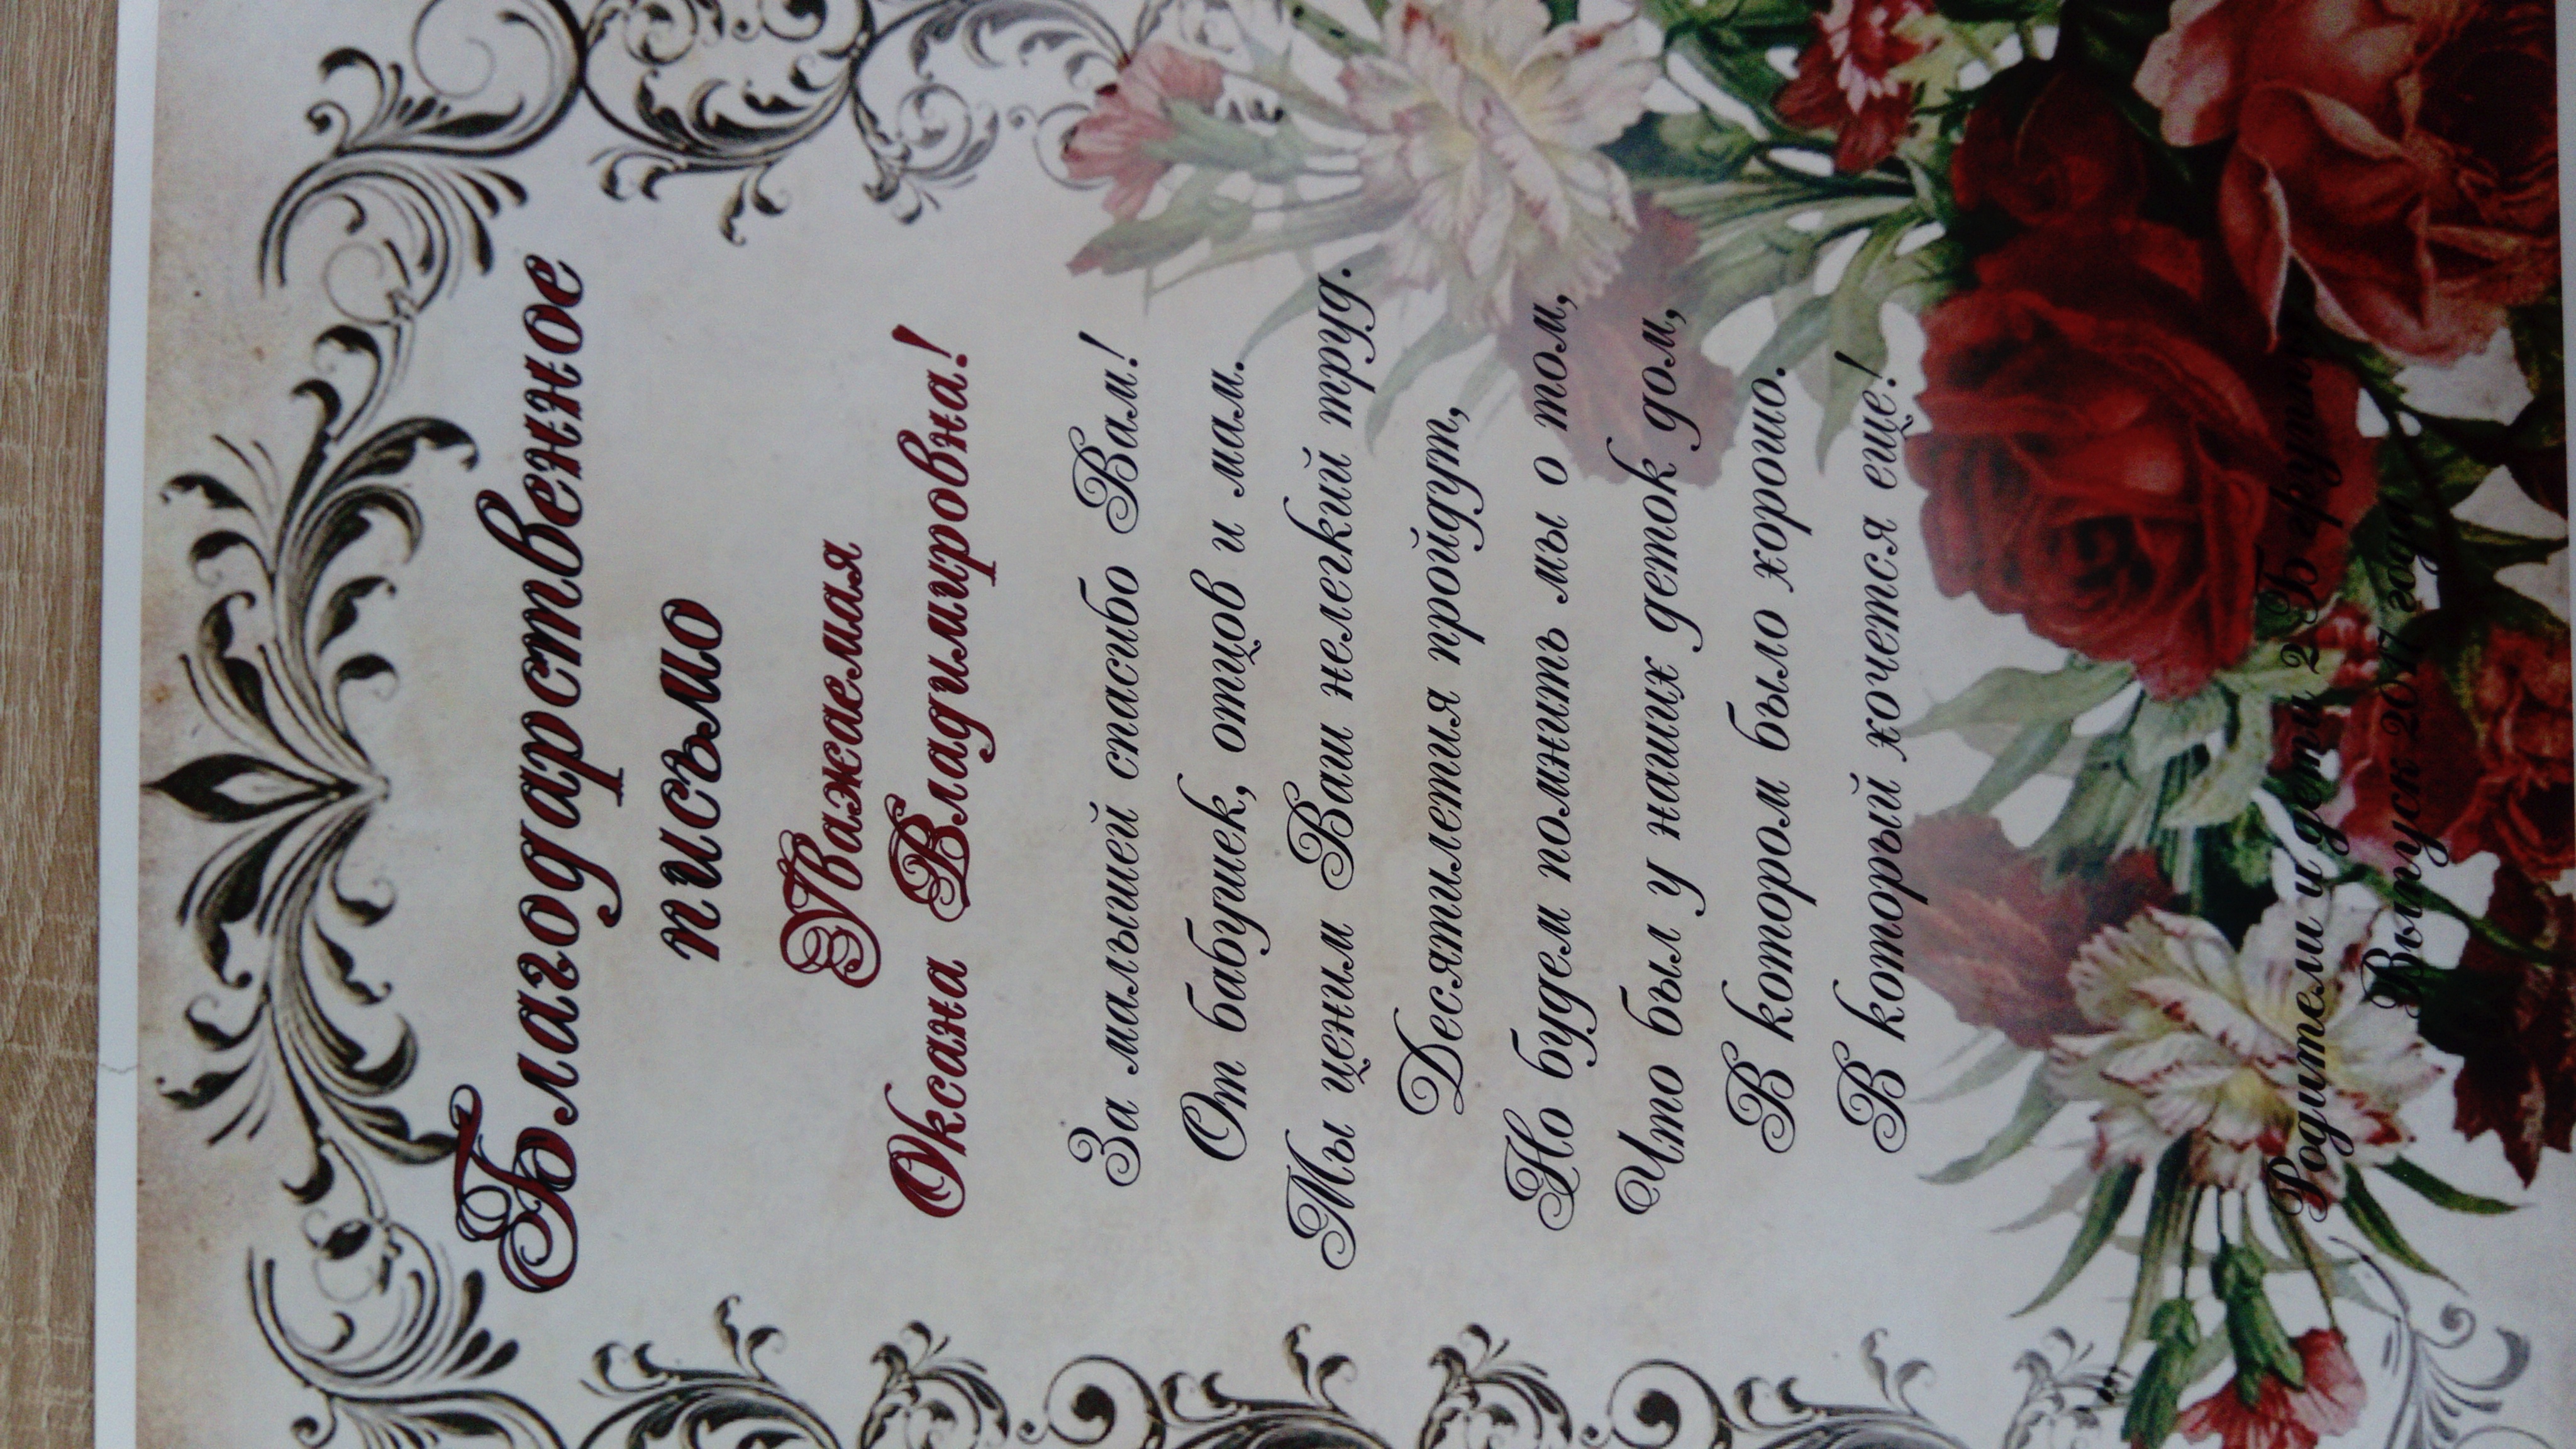 Благодарственное
письмо
Уважаемая
Оксана Владимировна!
За малышей спасибо Вам!
От бабушек, отцов и мам.
Мы ценим Ваш нелегкий труд.
Десятилетия пройдут,
Но будем помнить мы о том,
Что был у наших деток дом,
В котором было хорошо.
В который хочется еще!
Родители и дети 2 Б группы
Выпуск 2017 года